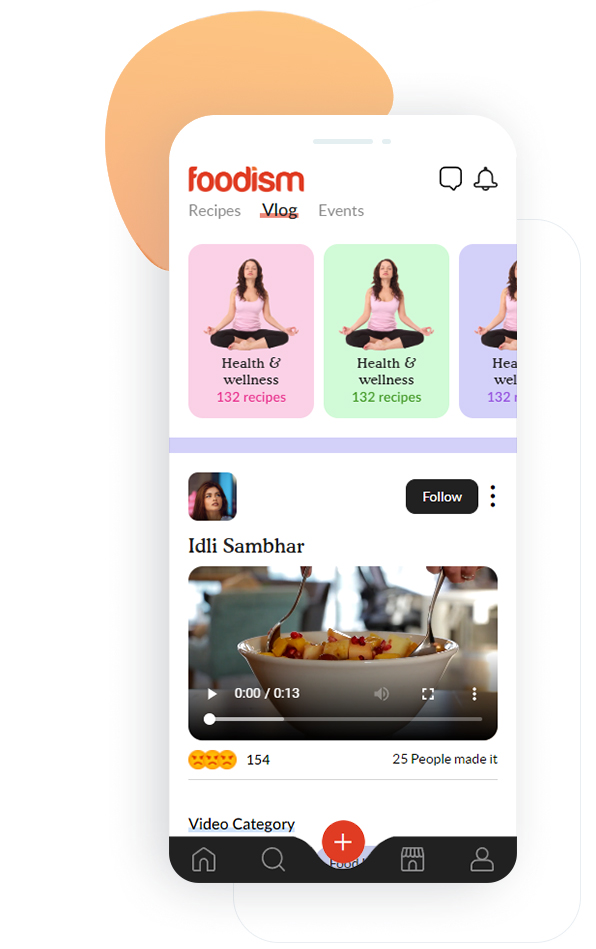 foodism
Recipes Vlog Events
Health &
wellness
132 recipes
Health &
wellness
132 recipes
Hea
wel
132 r
Follow
Idli Sambhar
0:00 / 0:13
154
25 People made it
Video Category
Food